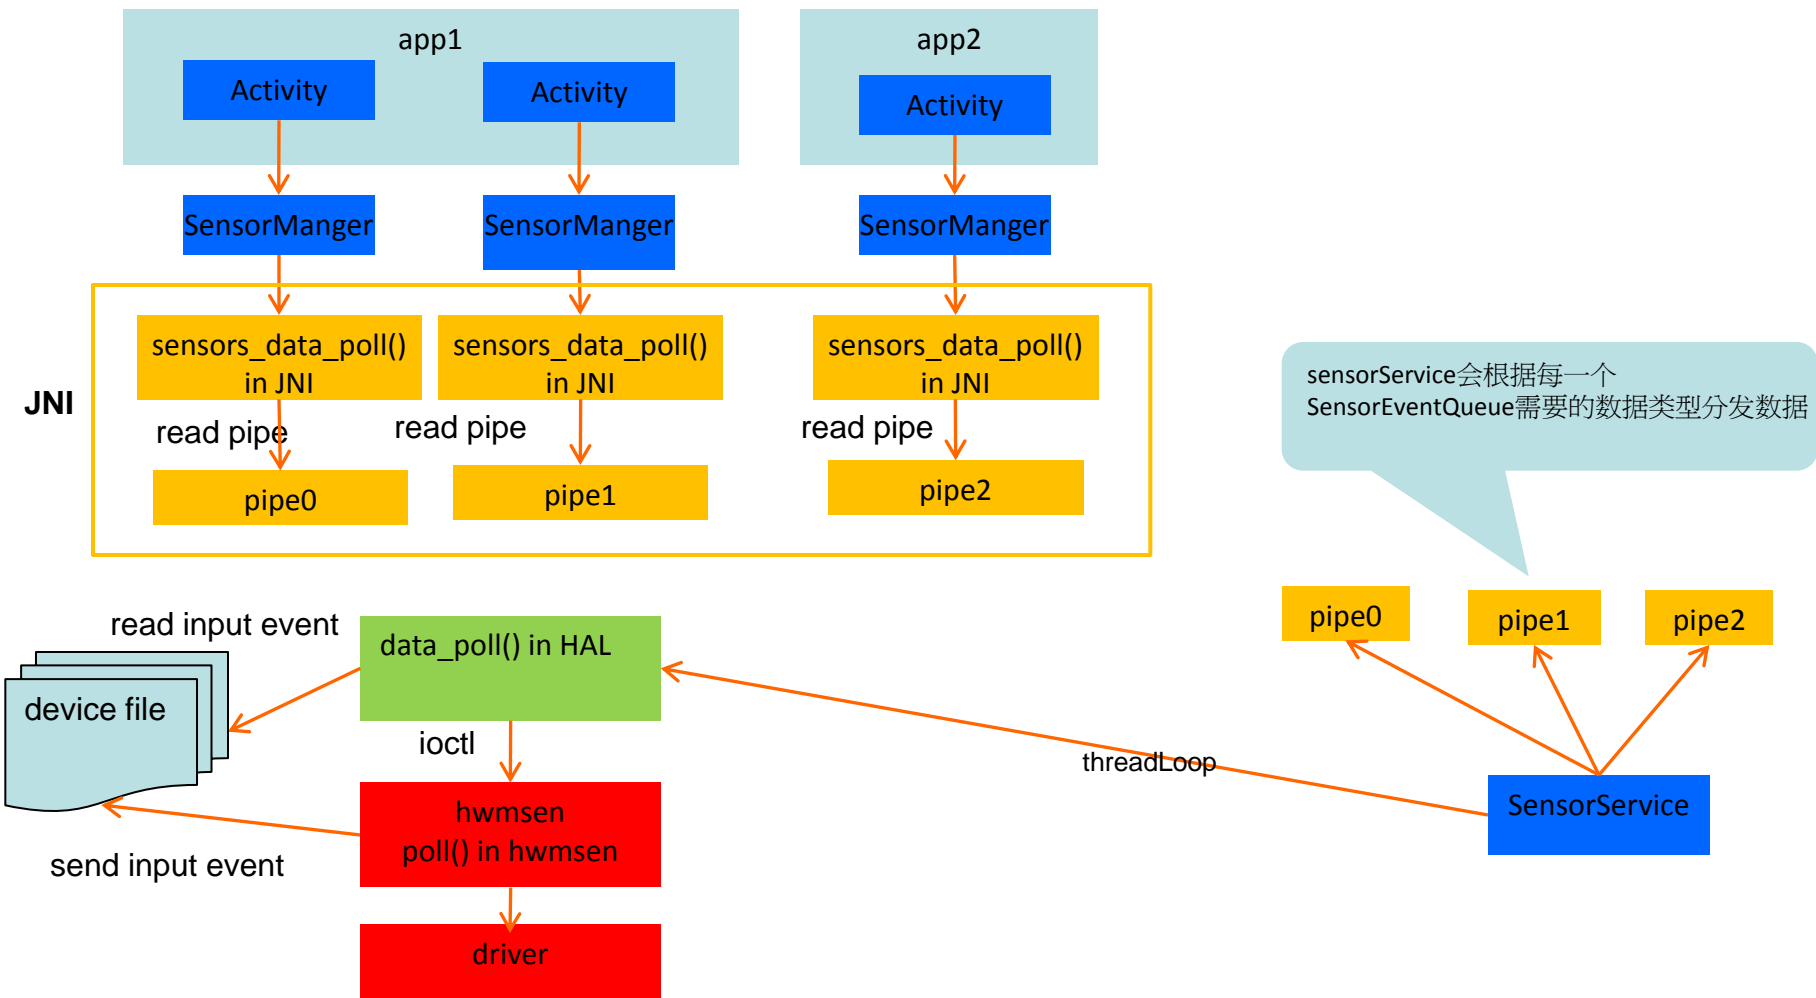 app1
app2
Activity
Activity
Activity
SensorManger
SensorManger
SensorManger
JNI
sensors_data_poll()
in JNI
sensors_data_poll()
in JNI
sensors_data_poll()
in JNI
read pipe
read pipe
read pipe
pipe0
pipe1
pipe2
sensorService会根据每一个
SensorEventQueue需要的数据类型分发数据
pipe0
pipe1
pipe2
read input event
data_poll() in HAL
device file
ioctl
threadLoop
SensorService
hwmsen
poll() in hwmsen
send input event
driver